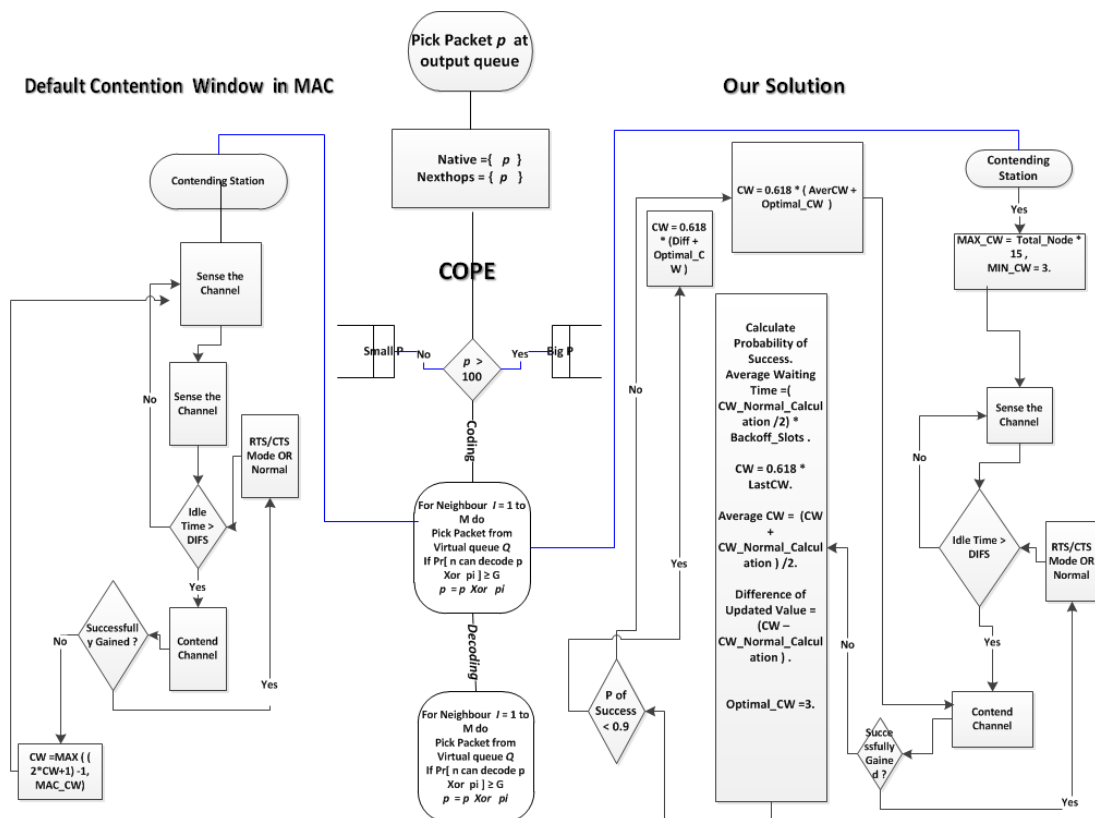 Pick Packet p at
output queue
Default Contention Window in MAC
Our Solution
Native ={ p }
Nexthops = { p }
COPE
Small P
No
p >
100
Yes
Big P
Coding
For Neighbour I = 1 to
M do
Pick Packet from
Virtual queue Q
If Pr[ n can decode p
Xor pi ] ≥ G
p = p Xor pi
Decoding
For Neighbour I = 1 to
M do
Pick Packet from
Virtual queue Q
If Pr[ n can decode p
Xor pi ] ≥ G
p = p Xor pi
Contending Station
Sense the
Channel
Sense the
Channel
No
RTS/CTS
Mode OR
Normal
Idle
Time >
DIFS
Yes
Contend
Channel
Successfull
y Gained ?
No
Yes
CW =MAX ( (
2*CW+1) -1,
MAC_CW)
CW = 0.618 * ( AverCW +
Optimal_CW )
CW = 0.618
* (Diff +
Optimal_C
W )
No
Yes
P of
Success
< 0.9
Calculate
Probability of
Success.
Average Waiting
Time =(
CW_Normal_Calcul
ation /2) *
Backoff_Slots .
CW = 0.618 *
LastCW.
Average CW = (CW
+
CW_Normal_Calcul
ation ) /2.
Difference of
Updated Value =
(CW –
CW_Normal_Calcul
ation ) .
Optimal_CW =3.
Contending
Station
Yes
MAX_CW = Total_Node *
15 ,
MIN_CW = 3.
Sense the
Channel
No
Idle Time >
DIFS
RTS/CTS
Mode OR
Normal
Yes
Contend
Channel
No
Succe
ssfully
Gaine
d ?
Yes